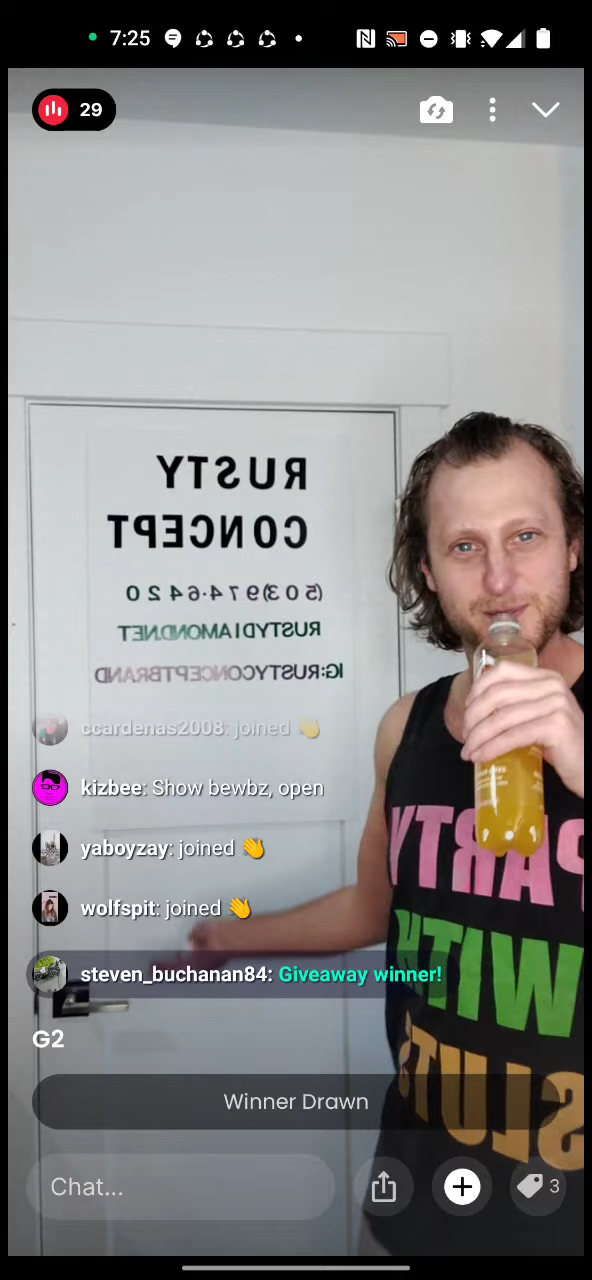 7:25
29
RUSTY
CONCEPT
(503)974-6420
RUSTYDIAMOND.NET
IG:RUSTYCONCEPTBRAND
ccardenas2008: joined 👋
kizbee: Show bewbz, open
yaboyzay: joined 👋
wolfspit: joined 👋
steven_buchanan84: Giveaway winner!
PARTY
WITH
SLUTS
G2
Winner Drawn
Chat...
3